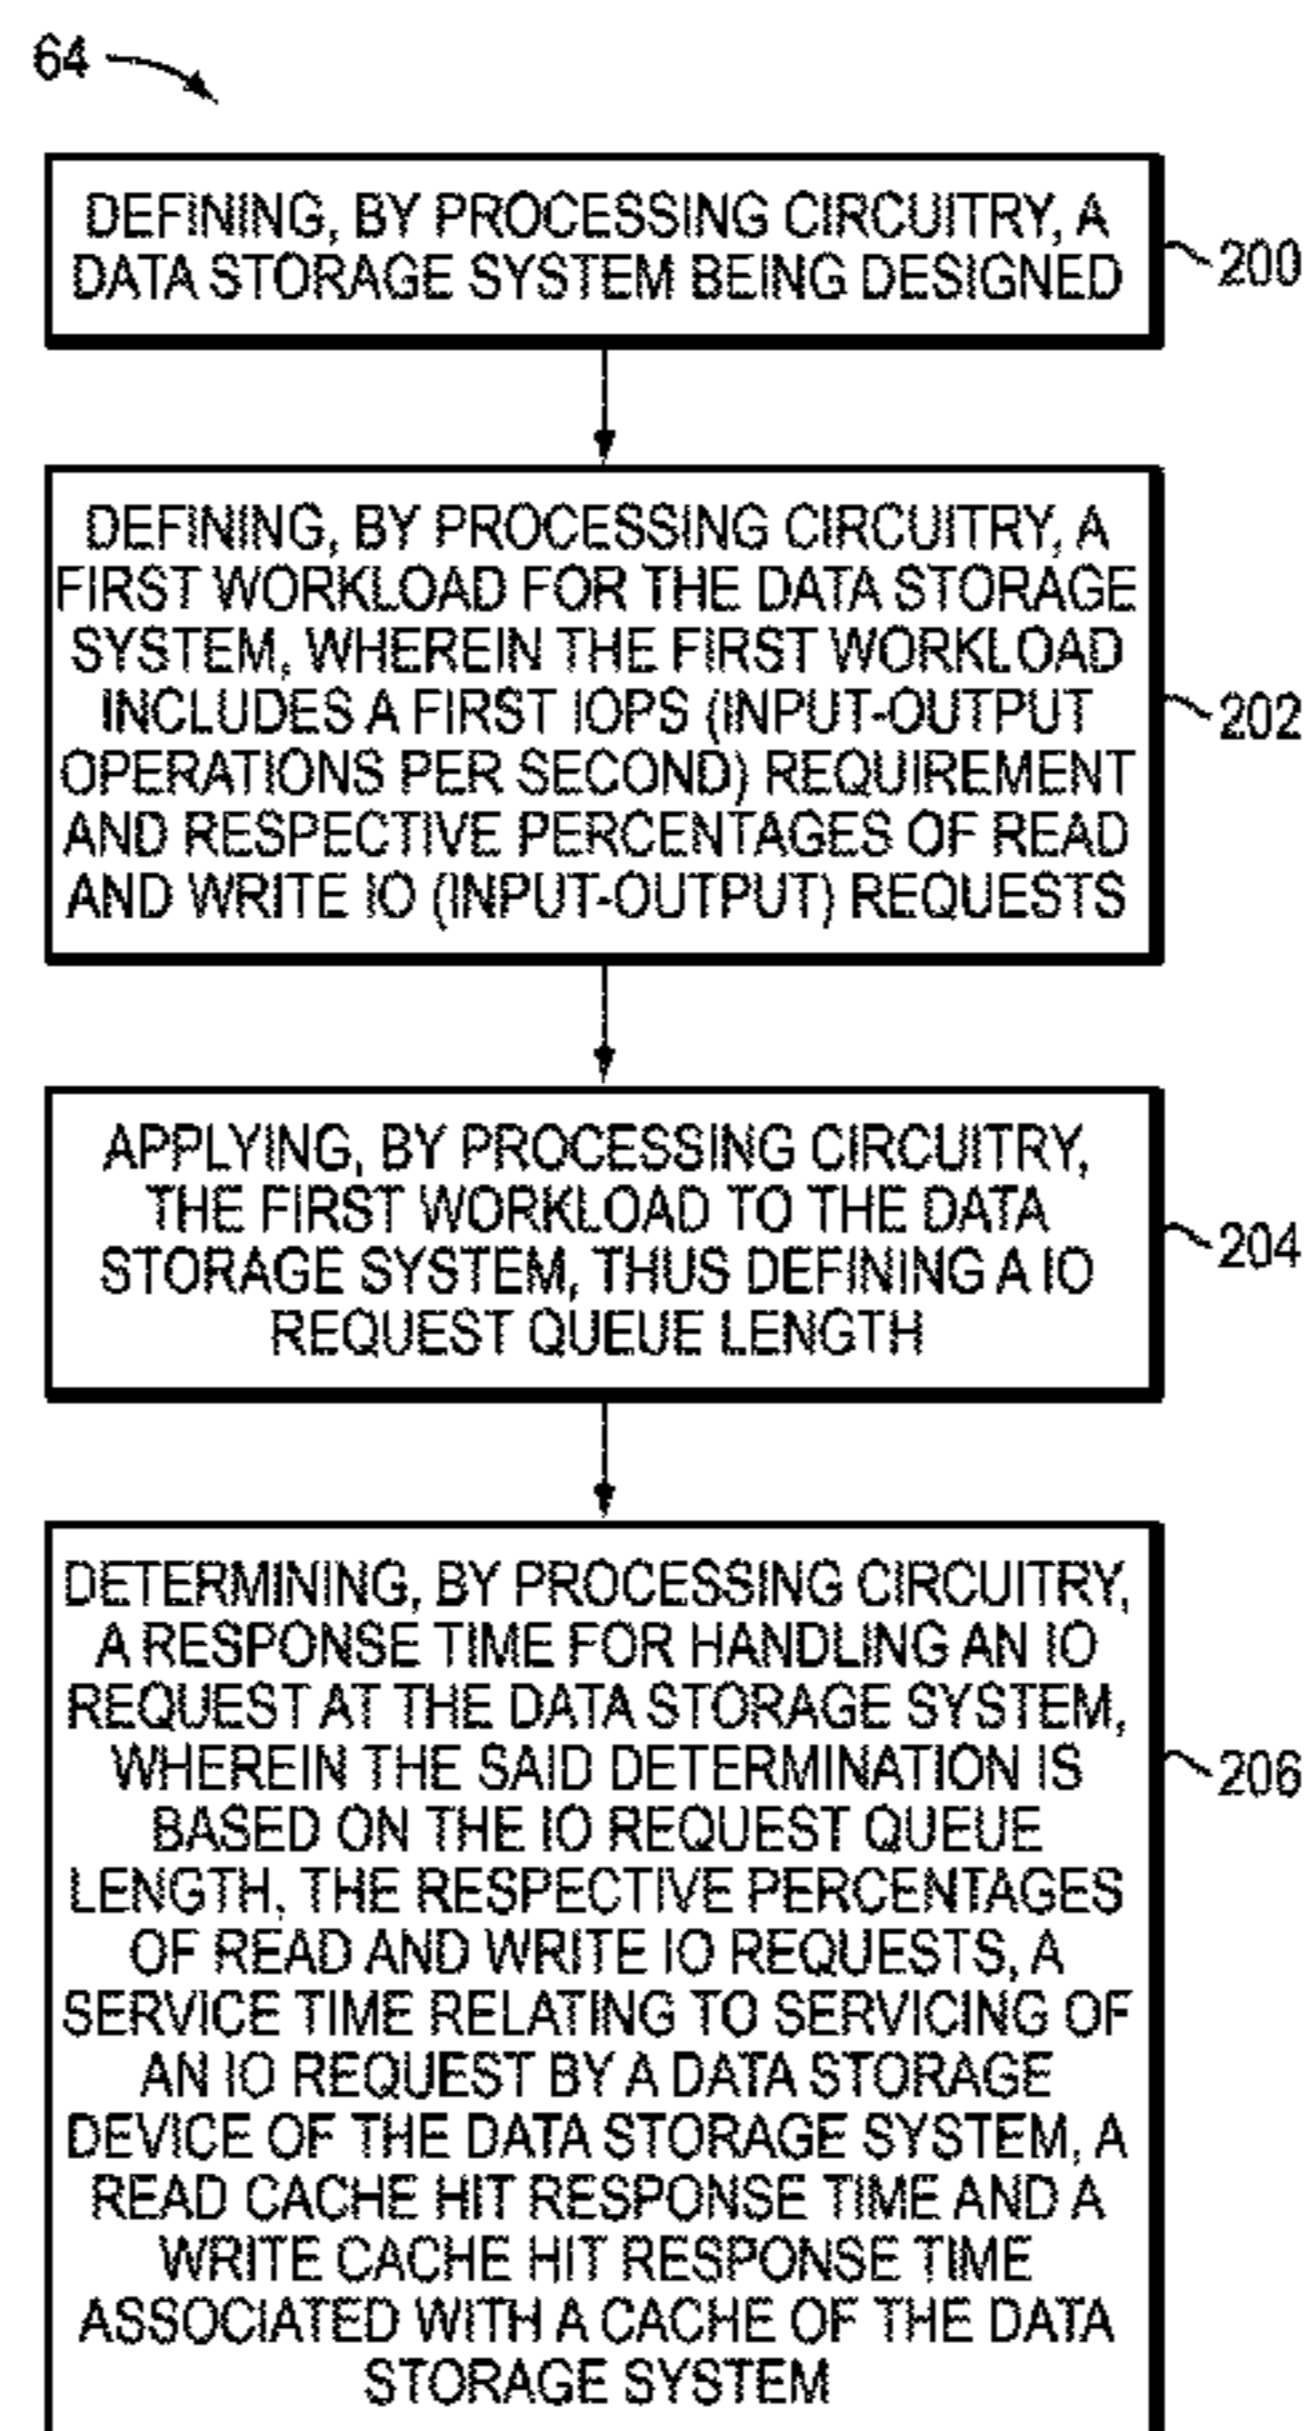 64
DEFINING, BY PROCESSING CIRCUITRY, A
DATA STORAGE SYSTEM BEING DESIGNED
200
DEFINING, BY PROCESSING CIRCUITRY, A
FIRST WORKLOAD FOR THE DATA STORAGE
SYSTEM, WHEREIN THE FIRST WORKLOAD
INCLUDES A FIRST IOPS (INPUT-OUTPUT
OPERATIONS PER SECOND) REQUIREMENT
AND RESPECTIVE PERCENTAGES OF READ
AND WRITE IO (INPUT-OUTPUT) REQUESTS
202
APPLYING, BY PROCESSING CIRCUITRY,
THE FIRST WORKLOAD TO THE DATA
STORAGE SYSTEM, THUS DEFINING A IO
REQUEST QUEUE LENGTH
204
DETERMINING, BY PROCESSING CIRCUITRY,
A RESPONSE TIME FOR HANDLING AN IO
REQUEST AT THE DATA STORAGE SYSTEM,
WHEREIN THE SAID DETERMINATION IS
BASED ON THE IO REQUEST QUEUE
LENGTH, THE RESPECTIVE PERCENTAGES
OF READ AND WRITE IO REQUESTS, A
SERVICE TIME RELATING TO SERVICING OF
AN IO REQUEST BY A DATA STORAGE
DEVICE OF THE DATA STORAGE SYSTEM, A
READ CACHE HIT RESPONSE TIME AND A
WRITE CACHE HIT RESPONSE TIME
ASSOCIATED WITH A CACHE OF THE DATA
STORAGE SYSTEM
206